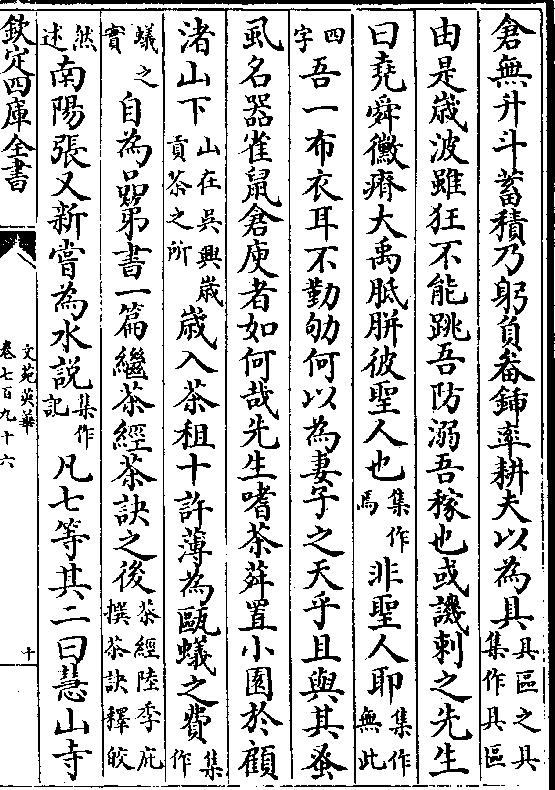 倉無升斗蓄積乃躬負畚鍤率耕夫以為具具區之具集作具區
由是歳波雖狂不能跳吾防溺吾稼也或譏刺之先生
曰堯舜黴瘠大禹胝胼彼聖人也集作焉非聖人耶集作無此
四字吾一布衣耳不勤劬何以為妻子之天乎且與其蚤
虱名器雀鼠倉庾者如何哉先生嗜茶荈置小園於顧
渚山下山在吳興歳貢茶之所歳入茶租十許薄為甌蟻之費集作
蟻之實自為品第書一篇繼茶經茶訣之後茶經陸季疵撰茶訣釋皎
然述南陽張又新嘗為水說集作記凡七等其二曰慧山寺
欽定四庫全書
文苑英華
卷七百九十六
十